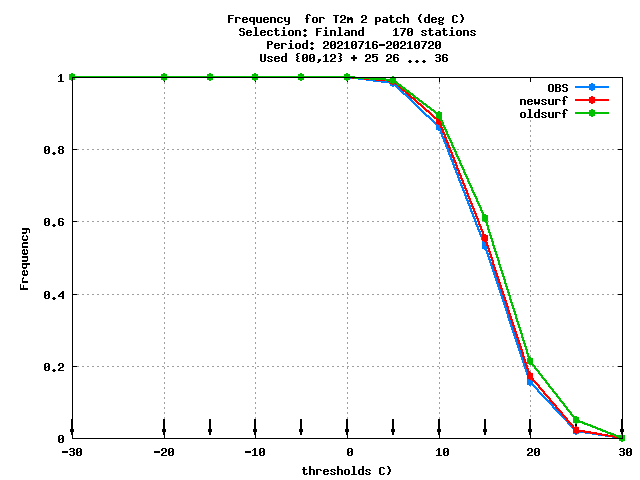 Frequency  for T2m 2 patch (deg C)
Selection: Finland    170 stations
Period: 20210716-20210720
Used {00,12} + 25 26 ... 36
OBS
newsurf
oldsurf
1
0.8
0.6
0.4
0.2
0
Frequency
-30 -20 -10 0 10 20 30
thresholds C)